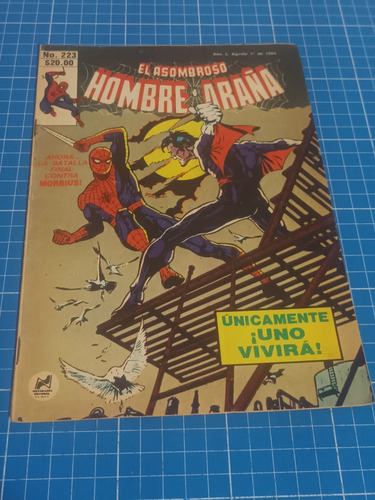 No. 223
$20.00
EL ASOMBROSO
HOMBRE ARAÑA
AHORA...
LA BATALLA
FINAL
CONTRA
MORBIUS!
ÚNICAMENTE
¡UNO
VIVIRÁ!